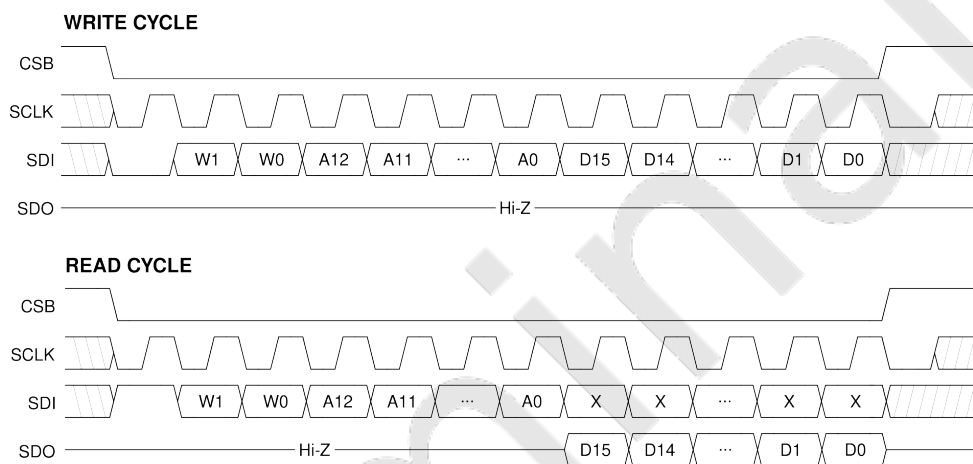 WRITE CYCLE
CSB
SCLK
SDI W1 W0 A12 A11 ... A0 D15 D14 ... D1 D0
SDO Hi-Z
READ CYCLE
CSB
SCLK
SDI W1 W0 A12 A11 ... A0 X X ... X X
SDO Hi-Z D15 D14 ... D1 D0